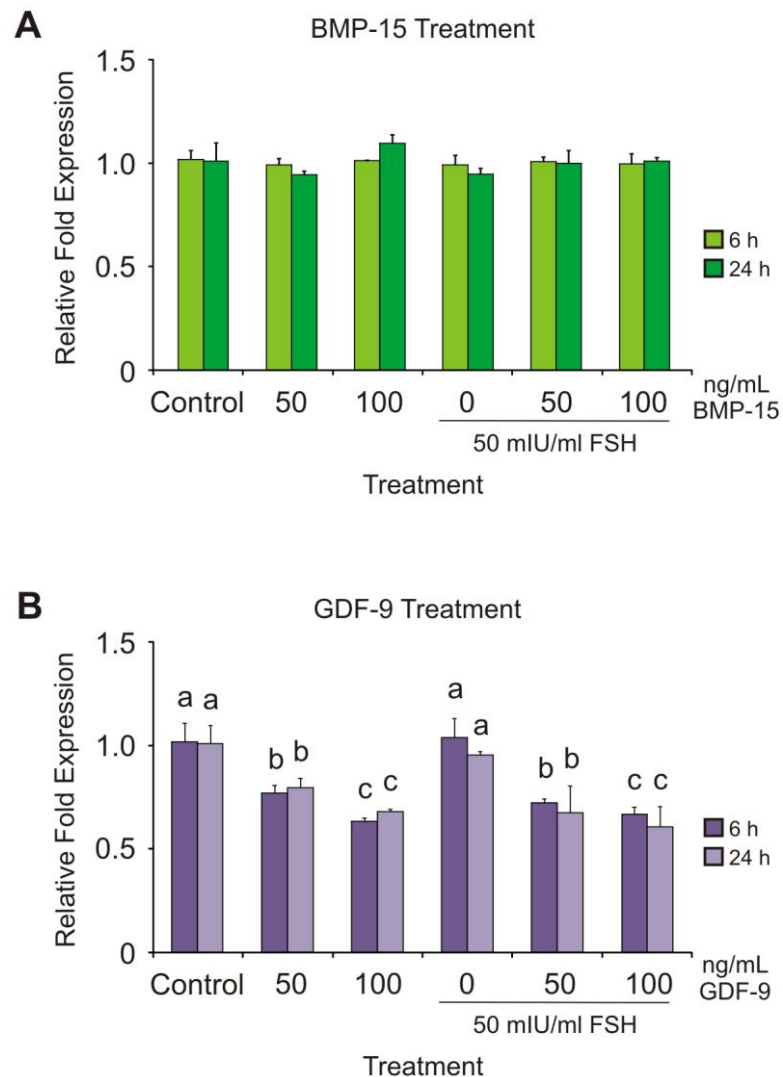 A
BMP-15 Treatment
1.5
1.0
0.5
0
Relative Fold Expression
6 h
24 h
Control 50 100 0 50 100
ng/mL
BMP-15
50 mIU/ml FSH
Treatment
B
GDF-9 Treatment
1.5
1.0
0.5
0
Relative Fold Expression
a a b b c c a a b b c c
6 h
24 h
Control 50 100 0 50 100
ng/mL
GDF-9
50 mIU/ml FSH
Treatment